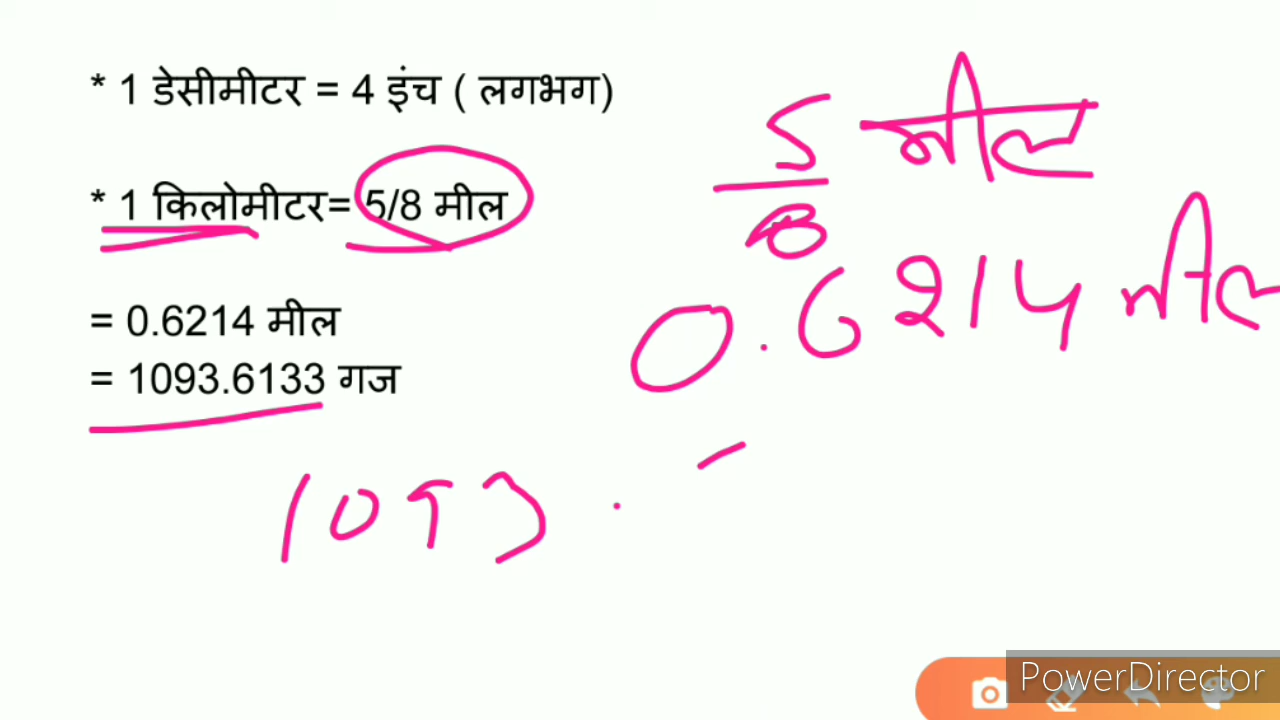 * 1 डेसीमीटर = 4 इंच ( लगभग)
* 1 किलोमीटर= 5/8 मील
= 0.6214 मील
= 1093.6133 गज
5 मील
8
0.6214 मील
1093.
PowerDirector